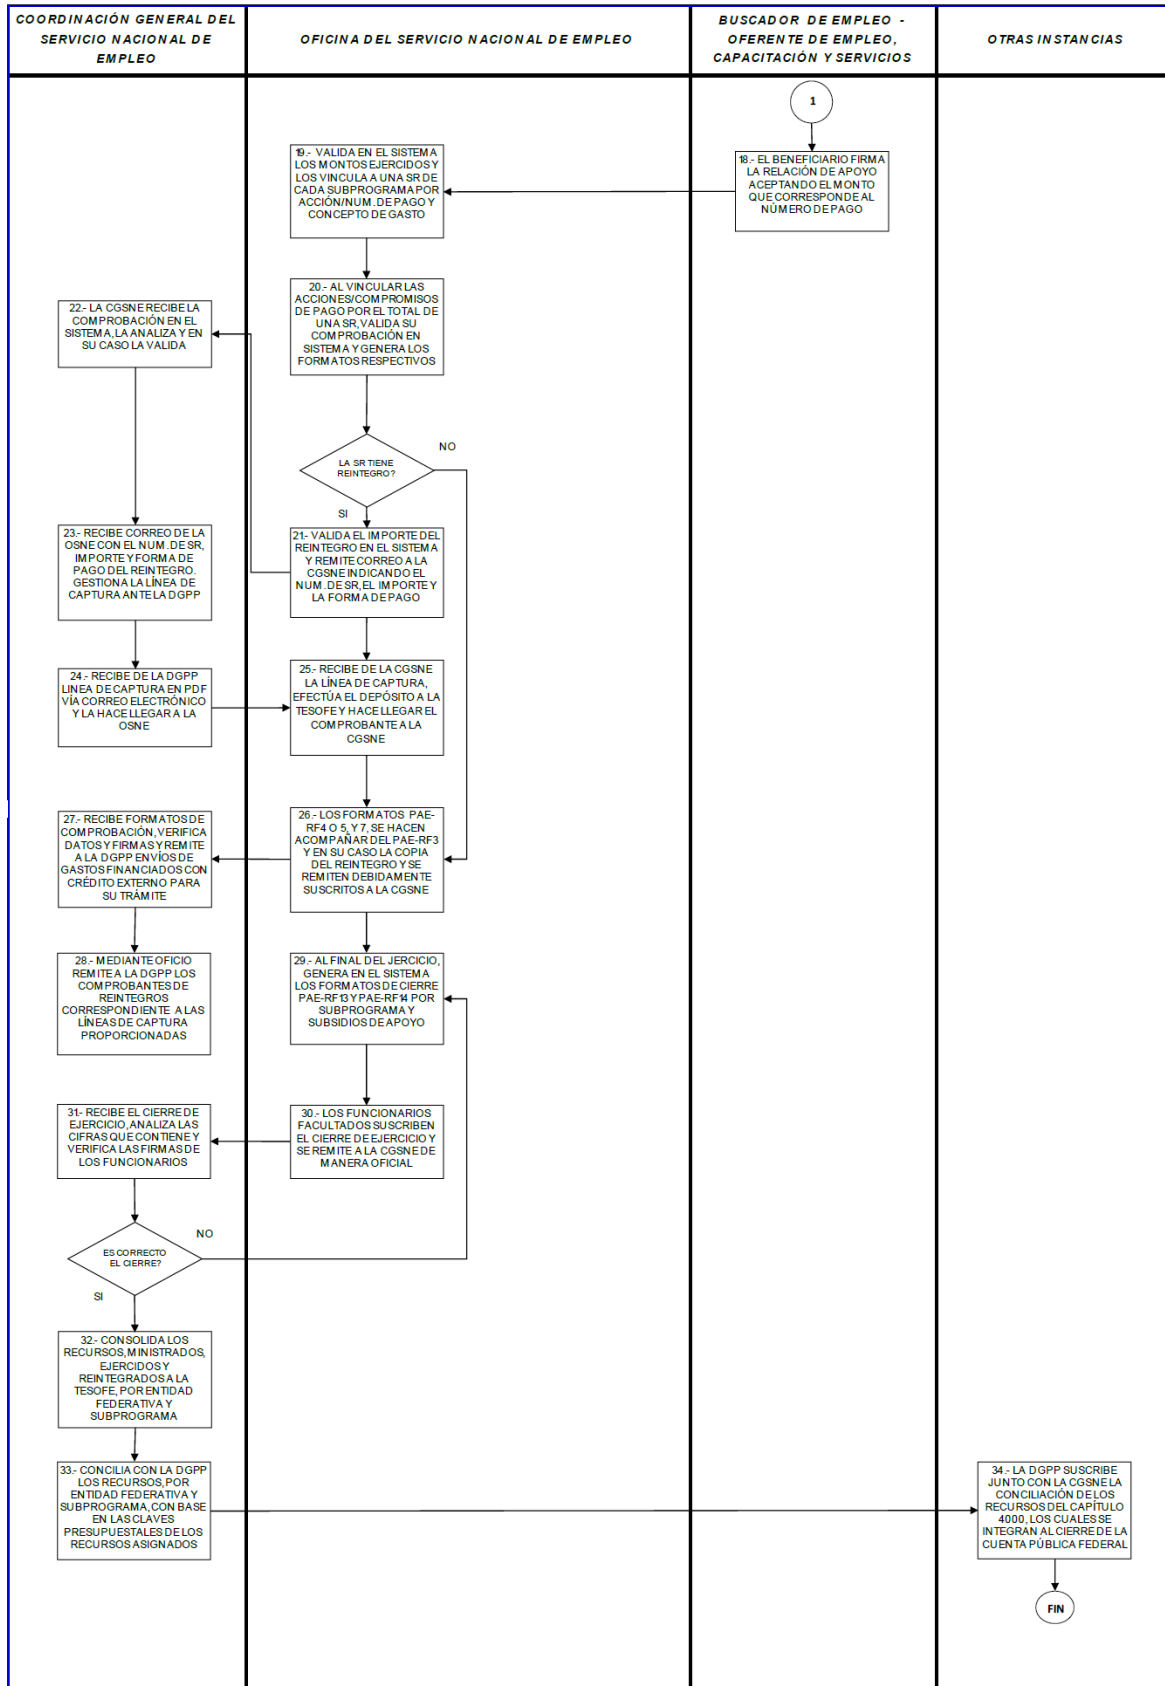 COORDINACIÓN GENERAL DEL
SERVICIO NACIONAL DE
EMPLEO
OFICINA DEL SERVICIO NACIONAL DE EMPLEO
BUSCADOR DE EMPLEO -
OFERENTE DE EMPLEO,
CAPACITACIÓN Y SERVICIOS
OTRAS INSTANCIAS
1
18.- EL BENEFICIARIO FIRMA
LA RELACIÓN DE APOYO
ACEPTANDO EL MONTO
QUE CORRESPONDE AL
NÚMERO DE PAGO
19.- VALIDA EN EL SISTEMA
LOS MONTOS EJERCIDOS Y
LOS VINCULA A UNA SR DE
CADA SUBPROGRAMA POR
ACCIÓN/NUM. DE PAGO Y
CONCEPTO DE GASTO
20.- AL VINCULAR LAS
ACCIONES/COMPROMISOS
DE PAGO POR EL TOTAL DE
UNA SR, VALIDA SU
COMPROBACIÓN EN
SISTEMA Y GENERA LOS
FORMATOS RESPECTIVOS
22.- LA CGSNE RECIBE LA
COMPROBACIÓN EN EL
SISTEMA, LA ANALIZA Y EN
SU CASO LA VALIDA
LA SR TIENE
REINTEGRO?
NO
SI
21.- VALIDA EL IMPORTE DEL
REINTEGRO EN EL SISTEMA
Y REMITE CORREO A LA
CGSNE INDICANDO EL
NUM. DE SR, EL IMPORTE Y
LA FORMA DE PAGO
23.- RECIBE CORREO DE LA
OSNE CON EL NUM. DE SR,
IMPORTE Y FORMA DE
PAGO DEL REINTEGRO.
GESTIONA LA LÍNEA DE
CAPTURA ANTE LA DGPP
24.- RECIBE DE LA DGPP
LINEA DE CAPTURA EN PDF
VÍA CORREO ELECTRÓNICO
Y LA HACE LLEGAR A LA
OSNE
25.- RECIBE DE LA CGSNE
LA LÍNEA DE CAPTURA,
EFECTÚA EL DEPÓSITO A LA
TESOFE Y HACE LLEGAR EL
COMPROBANTE A LA
CGSNE
26.- LOS FORMATOS PAE-
RF4 O 5, Y 7, SE HACEN
ACOMPAÑAR DEL PAE-RF3
Y EN SU CASO LA COPIA
DEL REINTEGRO Y SE
REMITEN DEBIDAMENTE
SUSCRITOS A LA CGSNE
27.- RECIBE FORMATOS DE
COMPROBACIÓN, VERIFICA
DATOS Y FIRMAS Y REMITE
A LA DGPP ENVÍOS DE
GASTOS FINANCIADOS CON
CRÉDITO EXTERNO PARA
SU TRÁMITE
28.- MEDIANTE OFICIO
REMITE A LA DGPP LOS
COMPROBANTES DE
REINTEGROS
CORRESPONDIENTE A LAS
LÍNEAS DE CAPTURA
PROPORCIONADAS
29.- AL FINAL DEL JERCICIO,
GENERA EN EL SISTEMA
LOS FORMATOS DE CIERRE
PAE-RF13 Y PAE-RF14 POR
SUBPROGRAMA Y
SUBSIDIOS DE APOYO
30.- LOS FUNCIONARIOS
FACULTADOS SUSCRIBEN
EL CIERRE DE EJERCICIO Y
SE REMITE A LA CGSNE DE
MANERA OFICIAL
31.- RECIBE EL CIERRE DE
EJERCICIO, ANALIZA LAS
CIFRAS QUE CONTIENE Y
VERIFICA LAS FIRMAS DE
LOS FUNCIONARIOS
ES CORRECTO
EL CIERRE?
NO
SI
32.- CONSOLIDA LOS
RECURSOS, MINISTRADOS,
EJERCIDOS Y
REINTEGRADOS A LA
TESOFE, POR ENTIDAD
FEDERATIVA Y
SUBPROGRAMA
33.- CONCILIA CON LA DGPP
LOS RECURSOS, POR
ENTIDAD FEDERATIVA Y
SUBPROGRAMA, CON BASE
EN LAS CLAVES
PRESUPUESTALES DE LOS
RECURSOS ASIGNADOS
34.- LA DGPP SUSCRIBE
JUNTO CON LA CGSNE LA
CONCILIACIÓN DE LOS
RECURSOS DEL CAPÍTULO
4000, LOS CUALES SE
INTEGRAN AL CIERRE DE LA
CUENTA PÚBLICA FEDERAL
FIN